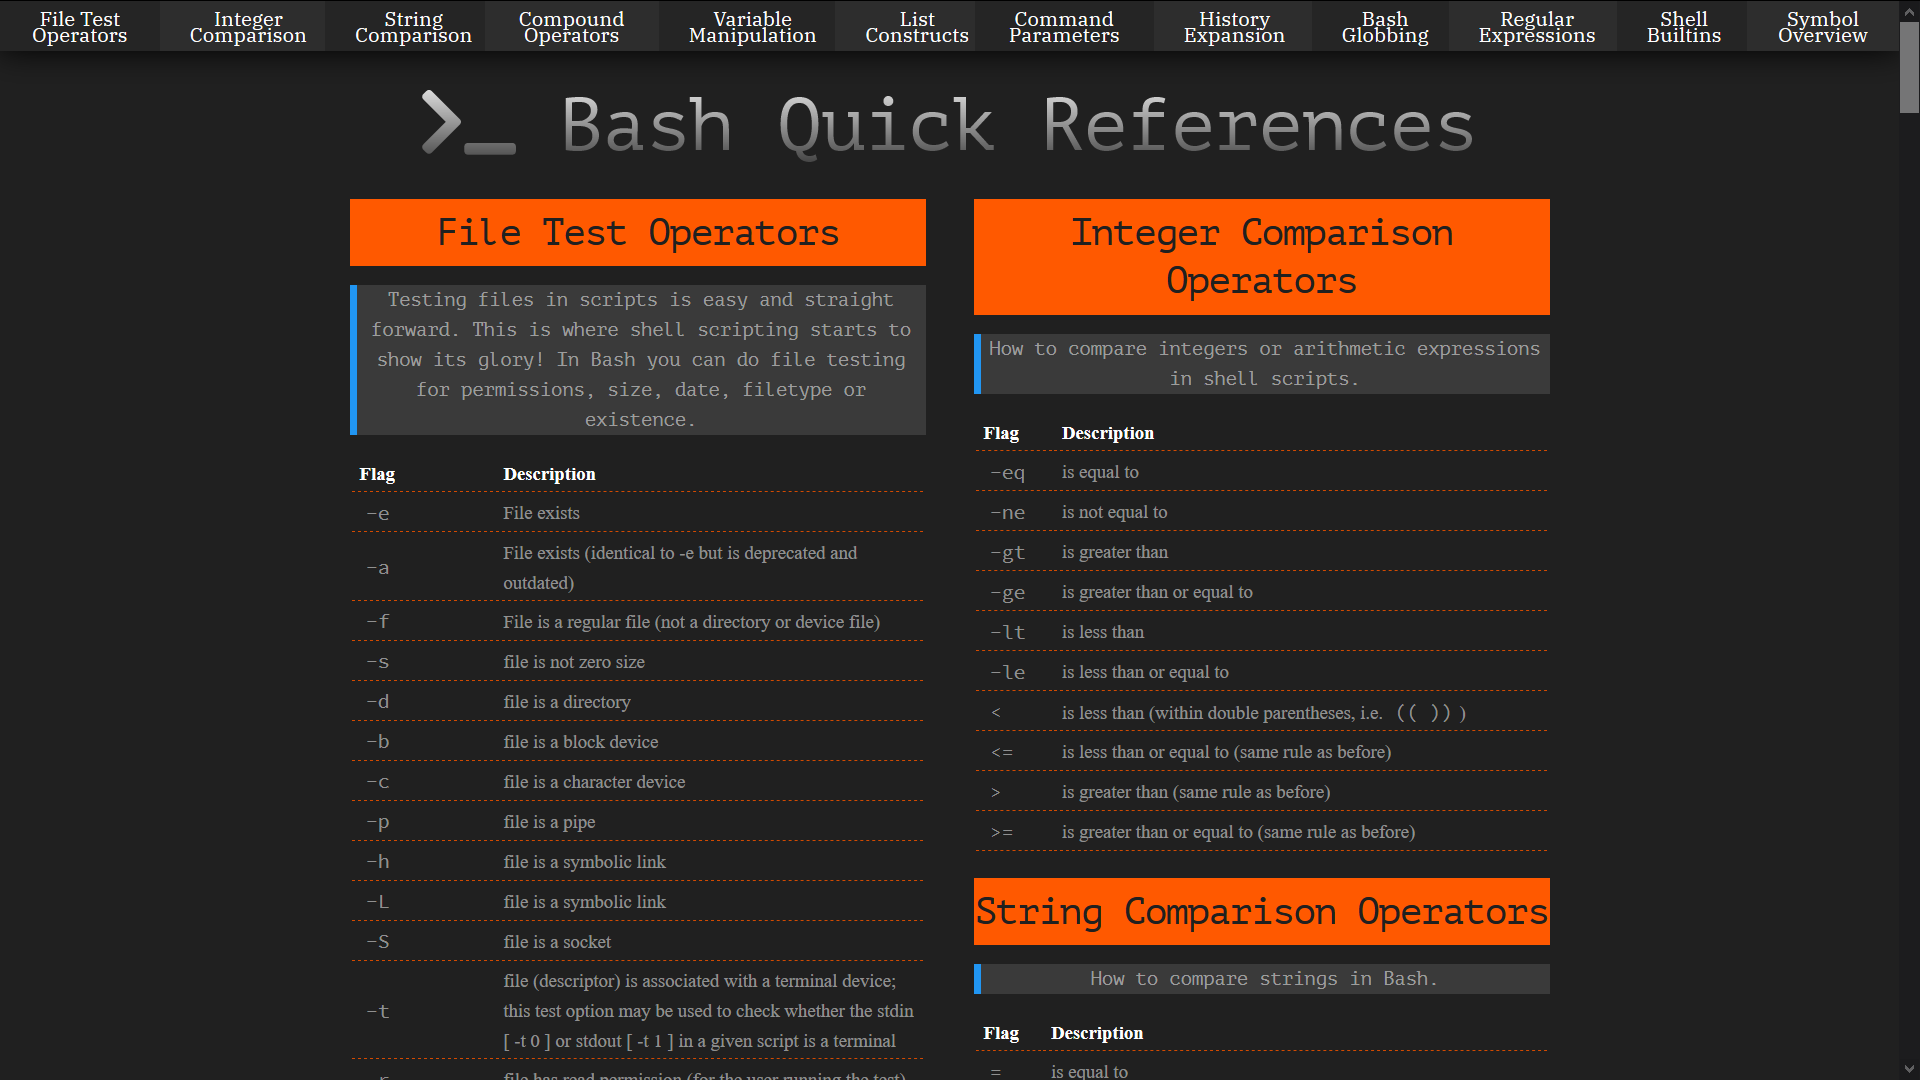 File Test
Operators
Integer
Comparison
String
Comparison
Compound
Operators
Variable
Manipulation
List
Constructs
Command
Parameters
History
Expansion
Bash
Globbing
Regular
Expressions
Shell
Builtins
Symbol
Overview
>_ Bash Quick References
File Test Operators
Testing files in scripts is easy and straight
forward. This is where shell scripting starts to
show its glory! In Bash you can do file testing
for permissions, size, date, filetype or
existence.
Flag Description
-e File exists
-a File exists (identical to -e but is deprecated and
outdated)
-f File is a regular file (not a directory or device file)
-s file is not zero size
-d file is a directory
-b file is a block device
-c file is a character device
-p file is a pipe
-h file is a symbolic link
-L file is a symbolic link
-S file is a socket
-t file (descriptor) is associated with a terminal device;
this test option may be used to check whether the stdin
[ -t 0 ] or stdout [ -t 1 ] in a given script is a terminal
-r file has read permission (for the user running the test)
Integer Comparison
Operators
How to compare integers or arithmetic expressions
in shell scripts.
Flag Description
-eq is equal to
-ne is not equal to
-gt is greater than
-ge is greater than or equal to
-lt is less than
-le is less than or equal to
< is less than (within double parentheses, i.e. (( )) )
<= is less than or equal to (same rule as before)
> is greater than (same rule as before)
>= is greater than or equal to (same rule as before)
String Comparison Operators
How to compare strings in Bash.
Flag Description
= is equal to